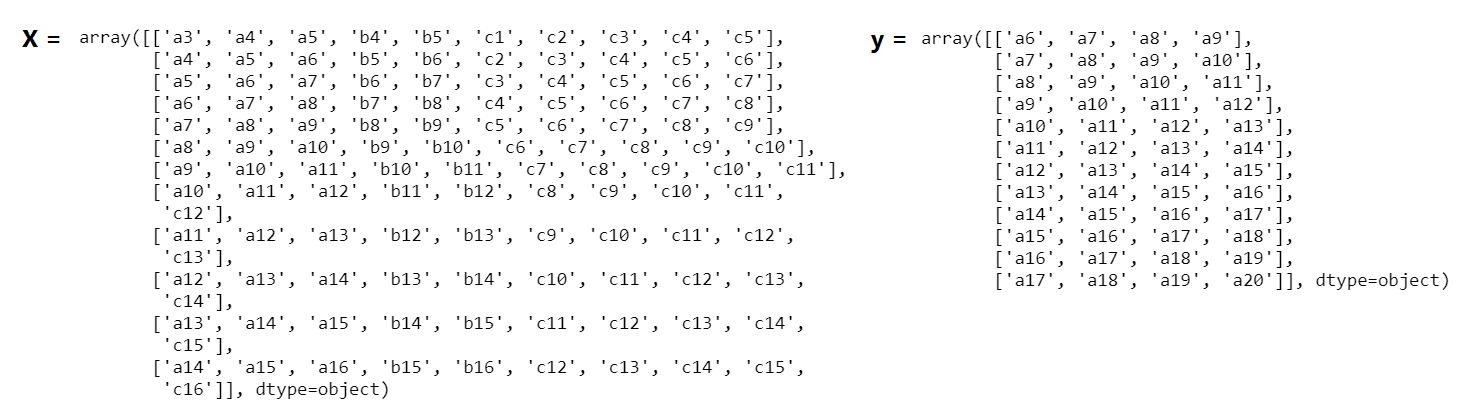 X = array([['a3', 'a4', 'a5', 'b4', 'b5', 'c1', 'c2', 'c3', 'c4', 'c5'],
['a4', 'a5', 'a6', 'b5', 'b6', 'c2', 'c3', 'c4', 'c5', 'c6'],
['a5', 'a6', 'a7', 'b6', 'b7', 'c3', 'c4', 'c5', 'c6', 'c7'],
['a6', 'a7', 'a8', 'b7', 'b8', 'c4', 'c5', 'c6', 'c7', 'c8'],
['a7', 'a8', 'a9', 'b8', 'b9', 'c5', 'c6', 'c7', 'c8', 'c9'],
['a8', 'a9', 'a10', 'b9', 'b10', 'c6', 'c7', 'c8', 'c9', 'c10'],
['a9', 'a10', 'a11', 'b10', 'b11', 'c7', 'c8', 'c9', 'c10', 'c11'],
['a10', 'a11', 'a12', 'b11', 'b12', 'c8', 'c9', 'c10', 'c11',
'c12'],
['a11', 'a12', 'a13', 'b12', 'b13', 'c9', 'c10', 'c11', 'c12',
'c13'],
['a12', 'a13', 'a14', 'b13', 'b14', 'c10', 'c11', 'c12', 'c13',
'c14'],
['a13', 'a14', 'a15', 'b14', 'b15', 'c11', 'c12', 'c13', 'c14',
'c15'],
['a14', 'a15', 'a16', 'b15', 'b16', 'c12', 'c13', 'c14', 'c15',
'c16']], dtype=object)
y = array([['a6', 'a7', 'a8', 'a9'],
['a7', 'a8', 'a9', 'a10'],
['a8', 'a9', 'a10', 'a11'],
['a9', 'a10', 'a11', 'a12'],
['a10', 'a11', 'a12', 'a13'],
['a11', 'a12', 'a13', 'a14'],
['a12', 'a13', 'a14', 'a15'],
['a13', 'a14', 'a15', 'a16'],
['a14', 'a15', 'a16', 'a17'],
['a15', 'a16', 'a17', 'a18'],
['a16', 'a17', 'a18', 'a19'],
['a17', 'a18', 'a19', 'a20']], dtype=object)